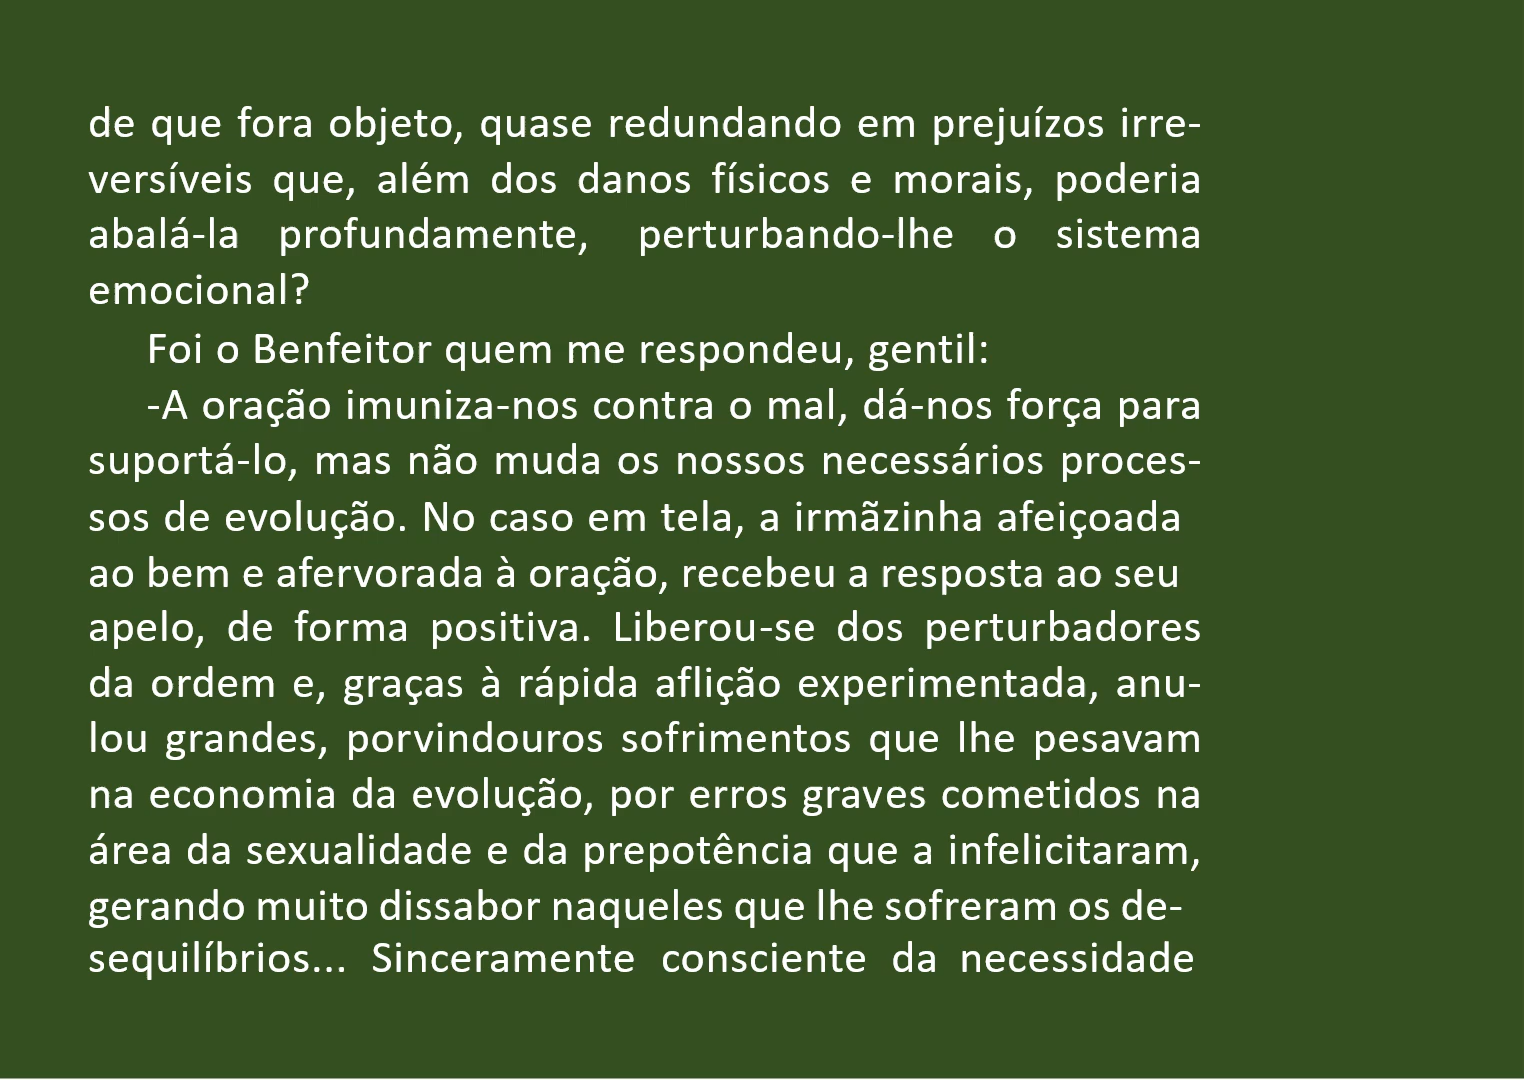 de que fora objeto, quase redundando em prejuízos irre-
versíveis que, além dos danos físicos e morais, poderia
abalá-la profundamente, perturbando-lhe o sistema
emocional?
Foi o Benfeitor quem me respondeu, gentil:
-A oração imuniza-nos contra o mal, dá-nos força para
suportá-lo, mas não muda os nossos necessários proces-
sos de evolução. No caso em tela, a irmãzinha afeiçoada
ao bem e afervorada à oração, recebeu a resposta ao seu
apelo, de forma positiva. Liberou-se dos perturbadores
da ordem e, graças à rápida aflição experimentada, anu-
lou grandes, porvindouros sofrimentos que lhe pesavam
na economia da evolução, por erros graves cometidos na
área da sexualidade e da prepotência que a infelicitaram,
gerando muito dissabor naqueles que lhe sofreram os de-
sequilíbrios... Sinceramente consciente da necessidade